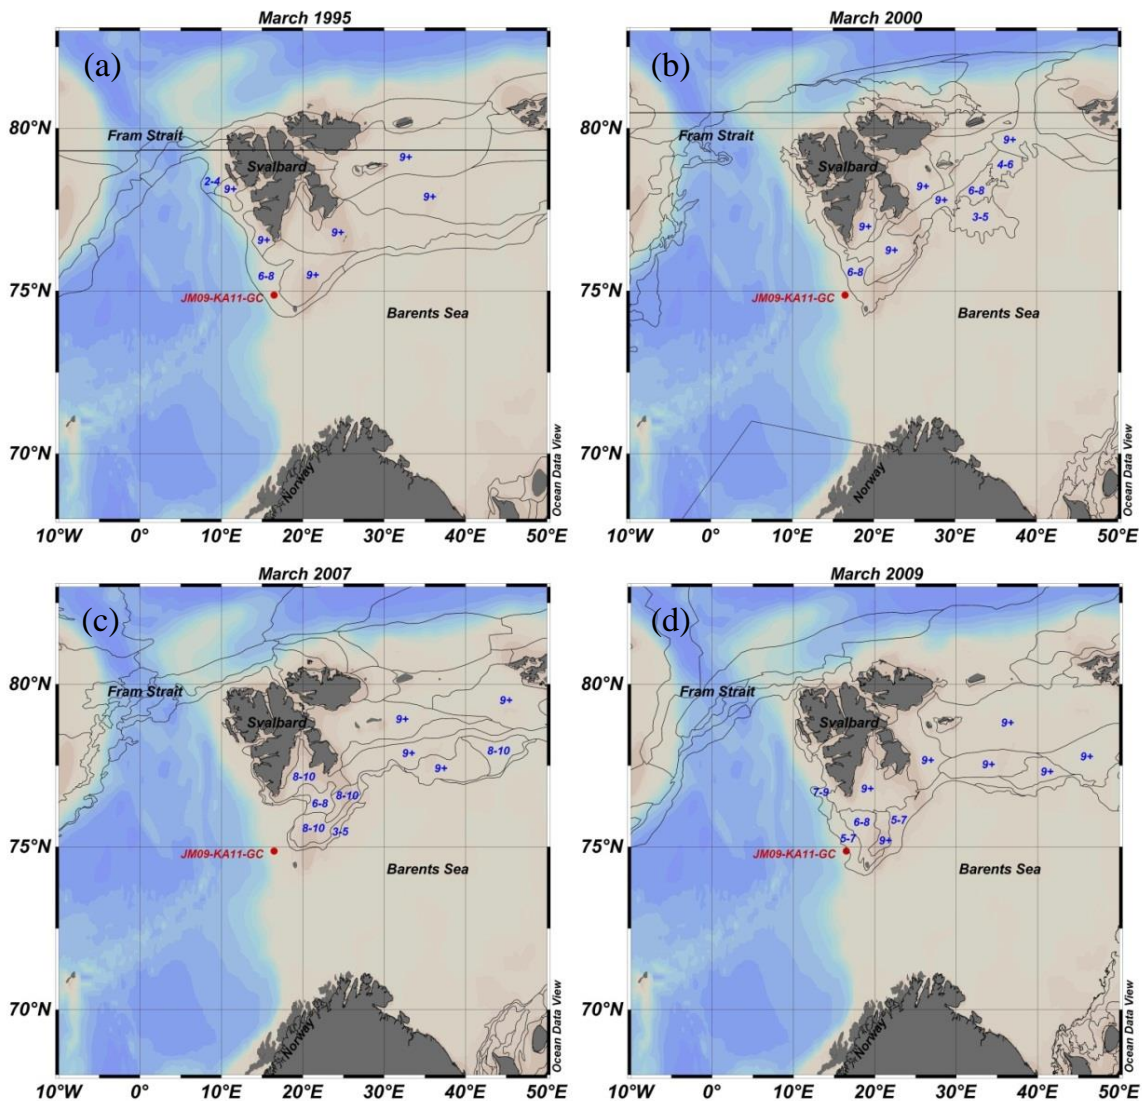 March 1995
(a)
80°N
Fram Strait
Svalbard
9+
2-4
9+
9+
9+
9+
6-8
9+
75°N
JM09-KA11-GC
Barents Sea
70°N
Norway
Ocean Data View
10°W 0° 10°E 20°E 30°E 40°E 50°E
March 2000
(b)
80°N
Fram Strait
Svalbard
9+
4-6
9+
6-8
9+
3-5
9+
9+
6-8
75°N
JM09-KA11-GC
Barents Sea
70°N
Norway
Ocean Data View
10°W 0° 10°E 20°E 30°E 40°E 50°E
March 2007
(c)
80°N
Fram Strait
Svalbard
9+
9+
9+
8-10
9+
8-10
8-10
6-8
8-10
3-5
75°N
JM09-KA11-GC
Barents Sea
70°N
Norway
Ocean Data View
10°W 0° 10°E 20°E 30°E 40°E 50°E
March 2009
(d)
80°N
Fram Strait
Svalbard
9+
9+
9+
9+
9+
7-9
9+
6-8
5-7
5-7
9+
75°N
JM09-KA11-GC
Barents Sea
70°N
Norway
Ocean Data View
10°W 0° 10°E 20°E 30°E 40°E 50°E